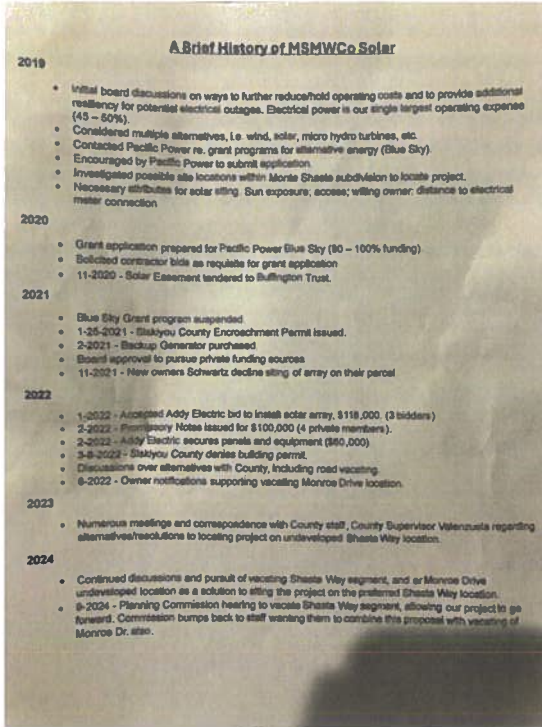 A Brief History of MSMWCo Solar
2019
• Initial board discussions on ways to further reduce/hold operating costs and to provide additional
resiliency for potential electrical outages. Electrical power is our single largest operating expense
(45 – 50%).
• Considered multiple alternatives, i.e. wind, solar, micro hydro turbines, etc.
• Contacted Pacific Power re. grant programs for alternative energy (Blue Sky).
• Encouraged by Pacific Power to submit application.
• Investigated possible site locations within Monte Shasta subdivision to locate project.
• Necessary attributes for solar siting. Sun exposure; access; willing owner; distance to electrical
meter connection
2020
• Grant application prepared for Pacific Power Blue Sky (80 – 100% funding)
• Solicited contractor bids as requisite for grant application
• 11-2020 - Solar Easement tendered to Buffington Trust.
2021
• Blue Sky Grant program suspended.
• 1-25-2021 - Siskiyou County Encroachment Permit issued.
• 2-2021 - Backup Generator purchased
• Board approval to pursue private funding sources
• 11-2021 - New owners Schwartz decline siting of array on their parcel
2022
• 1-2022 - Accepted Addy Electric bid to install solar array, $118,000. (3 bidders)
• 2-2022 - Promissory Notes issued for $100,000 (4 private members).
• 2-2022 - Addy Electric secures panels and equipment ($60,000)
• 3-8-2022 - Siskiyou County denies building permit.
• Discussions over alternatives with County, including road vacating.
• 6-2022 - Owner notifications supporting vacating Monroe Drive location.
2023
• Numerous meetings and correspondence with County staff, County Supervisor Valenzuela regarding
alternatives/resolutions to locating project on undeveloped Shasta Way location.
2024
• Continued discussions and pursuit of vacating Shasta Way segment, and or Monroe Drive
undeveloped location as a solution to siting the project on the preferred Shasta Way location.
• 9-2024 - Planning Commission hearing to vacate Shasta Way segment, allowing our project to go
forward. Commission bumps back to staff wanting them to combine this proposal with vacating of
Monroe Dr. also.